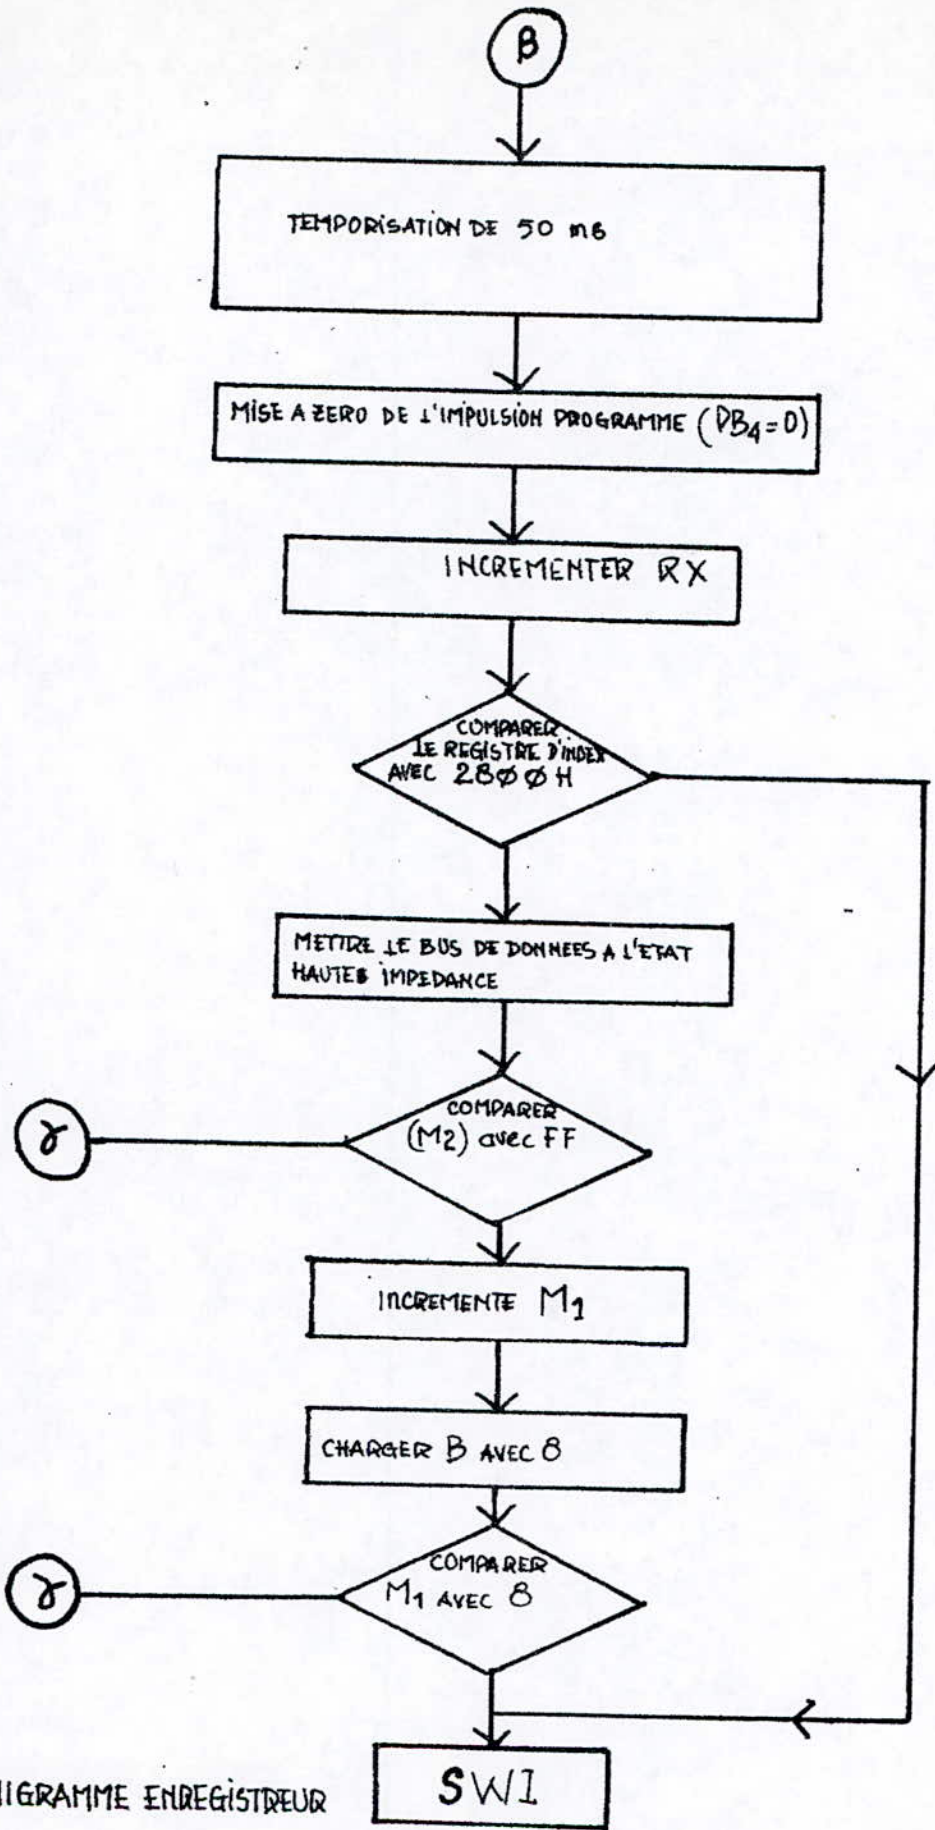 β
TEMPORISATION DE 50 ms
MISE A ZERO DE L'IMPULSION PROGRAMME (PB4=0)
INCREMENTER RX
COMPARER
LE REGISTRE D'INDEX
AVEC 28ØØH
METTRE LE BUS DE DONNEES A L'ETAT
HAUTES IMPEDANCE
COMPARER
(M2) avec FF
γ
INCREMENTE M1
CHARGER B AVEC 8
COMPARER
M1 AVEC 8
γ
SWI
IGRAMME ENREGISTREUR